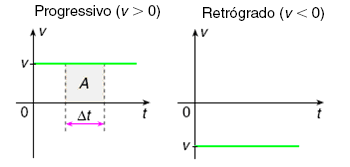 Progressivo (v > 0)
v
v
A
0
Δt
t
Retrógrado (v < 0)
v
0
t
v